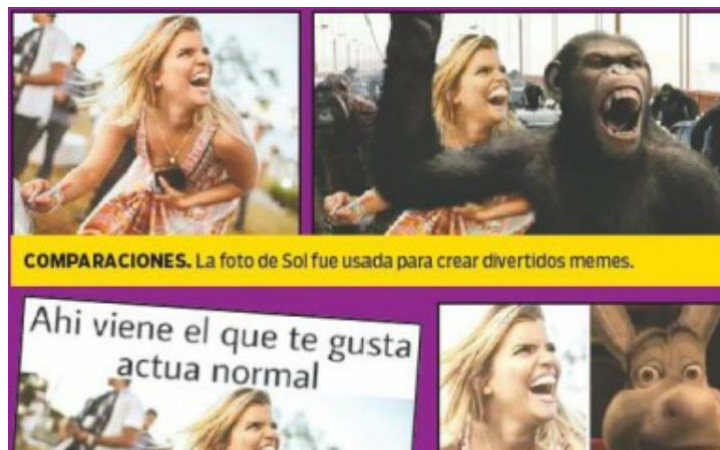 COMPARACIONES. La foto de Sol fue usada para crear divertidos memes.
Ahi viene el que te gusta
actua normal